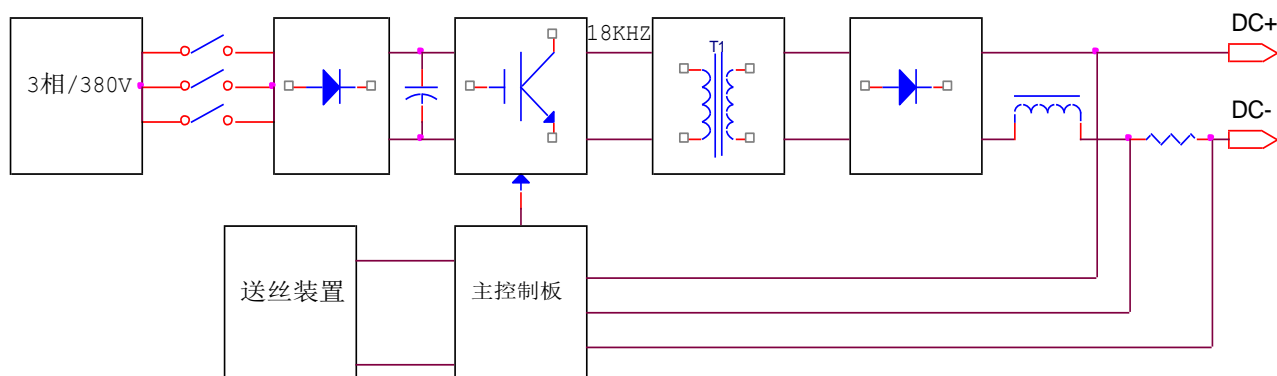 DC+
18KHZ
T1
3相/380V
DC-
送丝装置
主控制板